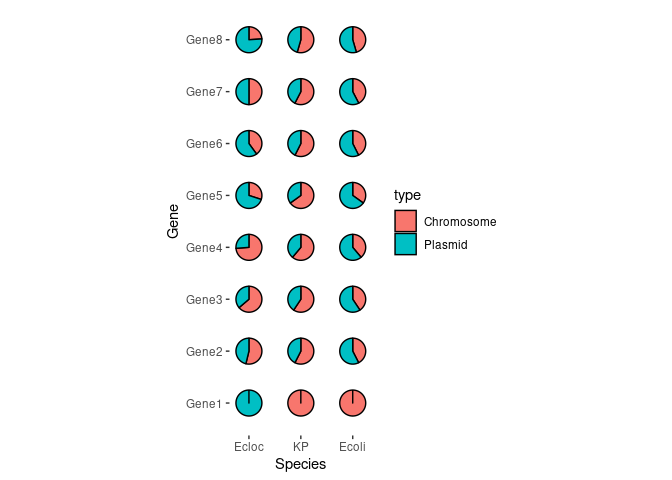 Gene8
Gene7
Gene6
Gene5
Gene4
Gene3
Gene2
Gene1
Gene
Ecloc KP Ecoli
Species
type
Chromosome
Plasmid